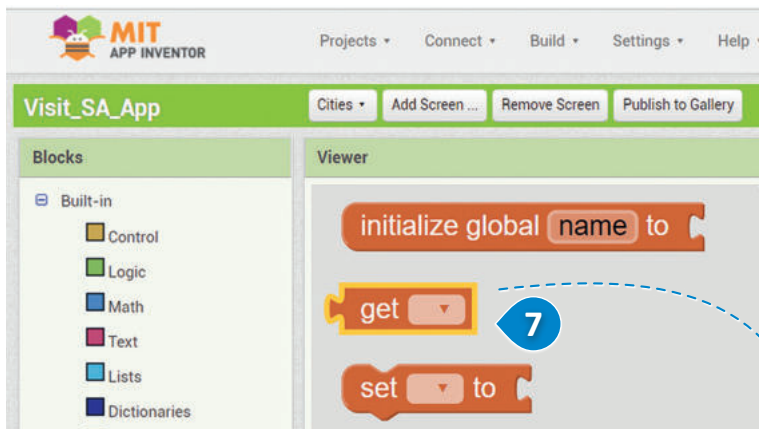 MIT
APP INVENTOR
Projects Connect Build Settings Help
Visit_SA_App
Cities Add Screen ... Remove Screen Publish to Gallery
Blocks
Viewer
Built-in
Control
Logic
Math
Text
Lists
Dictionaries
initialize global name to
get
7
set to